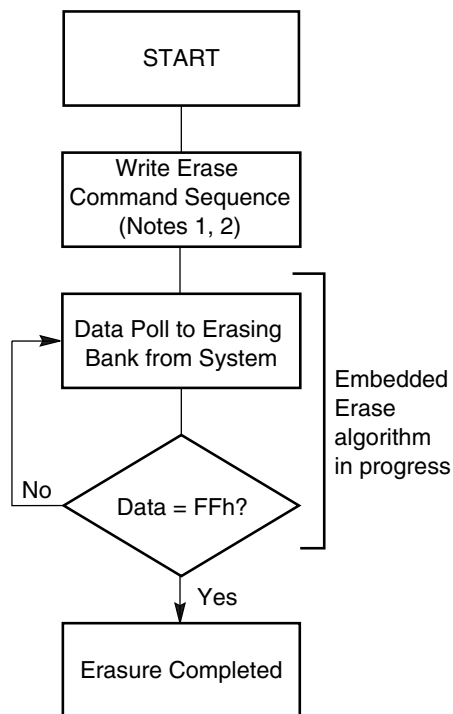 START
Write Erase
Command Sequence
(Notes 1, 2)
Data Poll to Erasing
Bank from System
Embedded
Erase
algorithm
in progress
No
Data = FFh?
Yes
Erasure Completed